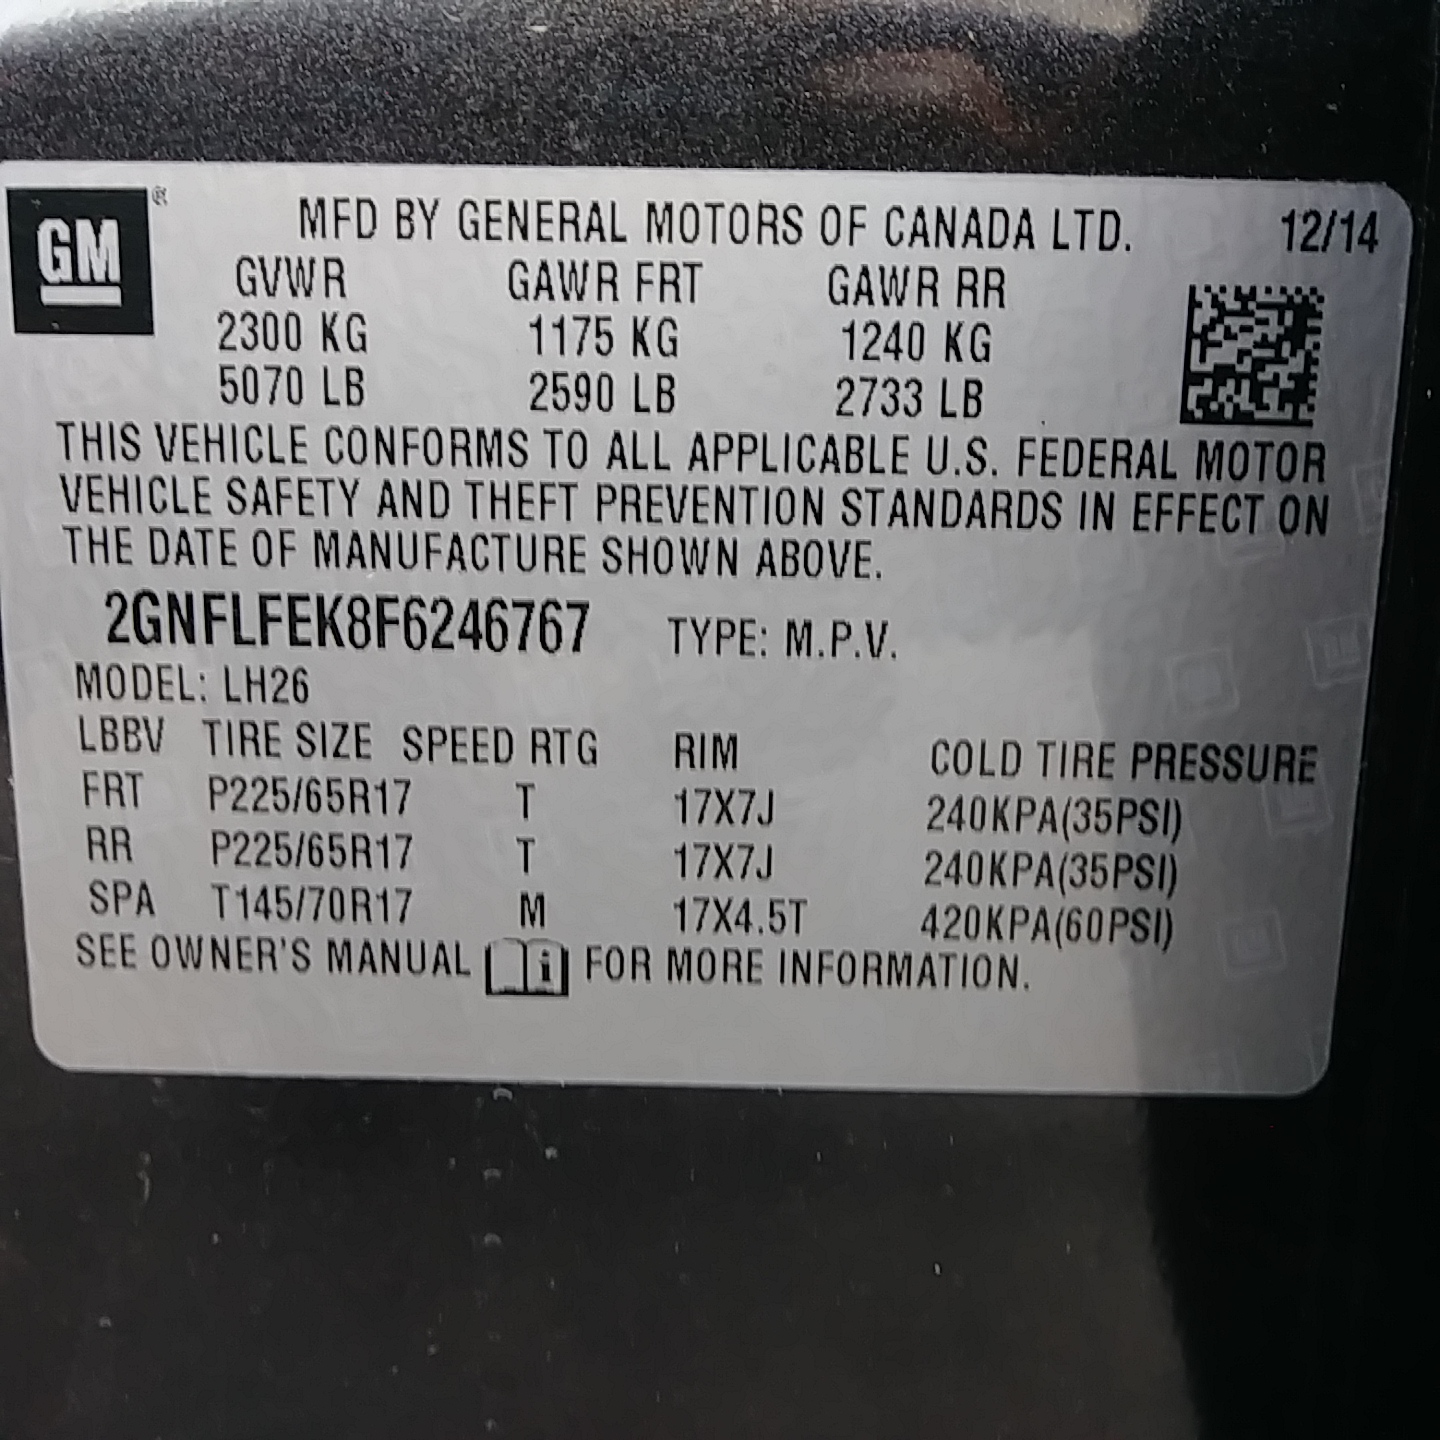 GM®
MFD BY GENERAL MOTORS OF CANADA LTD. 12/14
GVWR GAWR FRT GAWR RR
2300 KG 1175 KG 1240 KG
5070 LB 2590 LB 2733 LB
THIS VEHICLE CONFORMS TO ALL APPLICABLE U.S. FEDERAL MOTOR
VEHICLE SAFETY AND THEFT PREVENTION STANDARDS IN EFFECT ON
THE DATE OF MANUFACTURE SHOWN ABOVE.
2GNFLFEK8F6246767 TYPE: M.P.V.
MODEL: LH26
LBBV TIRE SIZE SPEED RTG RIM COLD TIRE PRESSURE
FRT P225/65R17 T 17X7J 240KPA(35PSI)
RR P225/65R17 T 17X7J 240KPA(35PSI)
SPA T145/70R17 M 17X4.5T 420KPA(60PSI)
SEE OWNER'S MANUAL i FOR MORE INFORMATION.